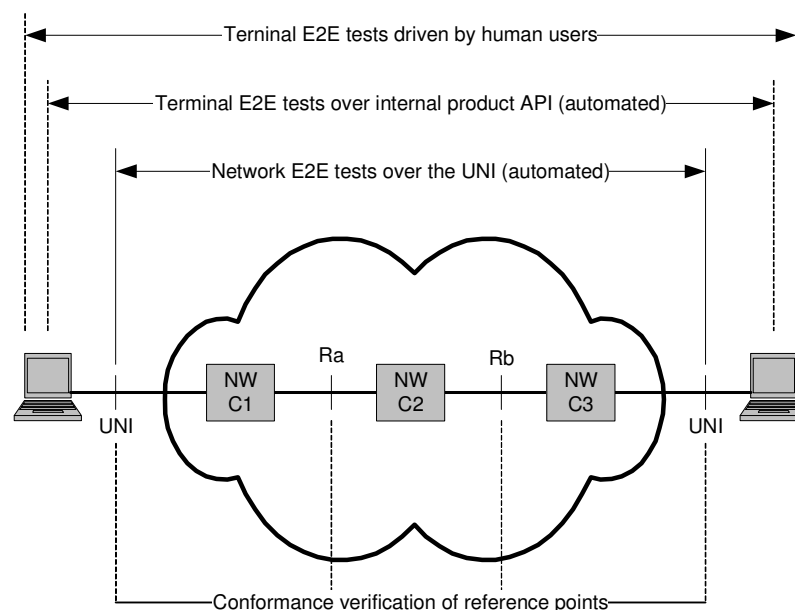 Terninal E2E tests driven by human users
Terminal E2E tests over internal product API (automated)
Network E2E tests over the UNI (automated)
Ra
Rb
NW
C1
NW
C2
NW
C3
UNI
UNI
Conformance verification of reference points